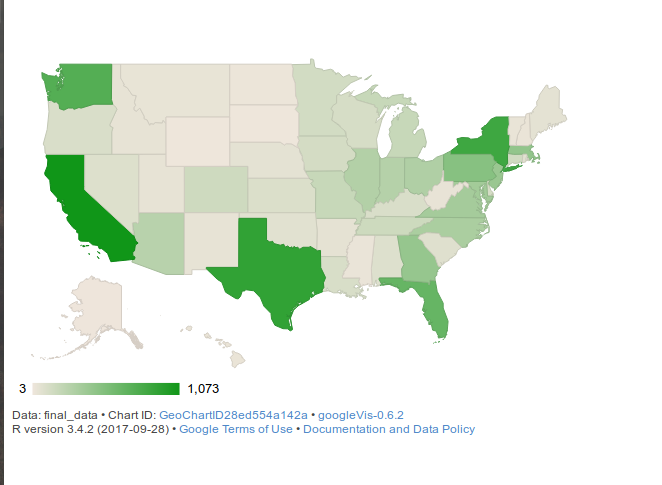 3 1,073
Data: final_data • Chart ID: GeoChartID28ed554a142a • googleVis-0.6.2
R version 3.4.2 (2017-09-28) • Google Terms of Use • Documentation and Data Policy